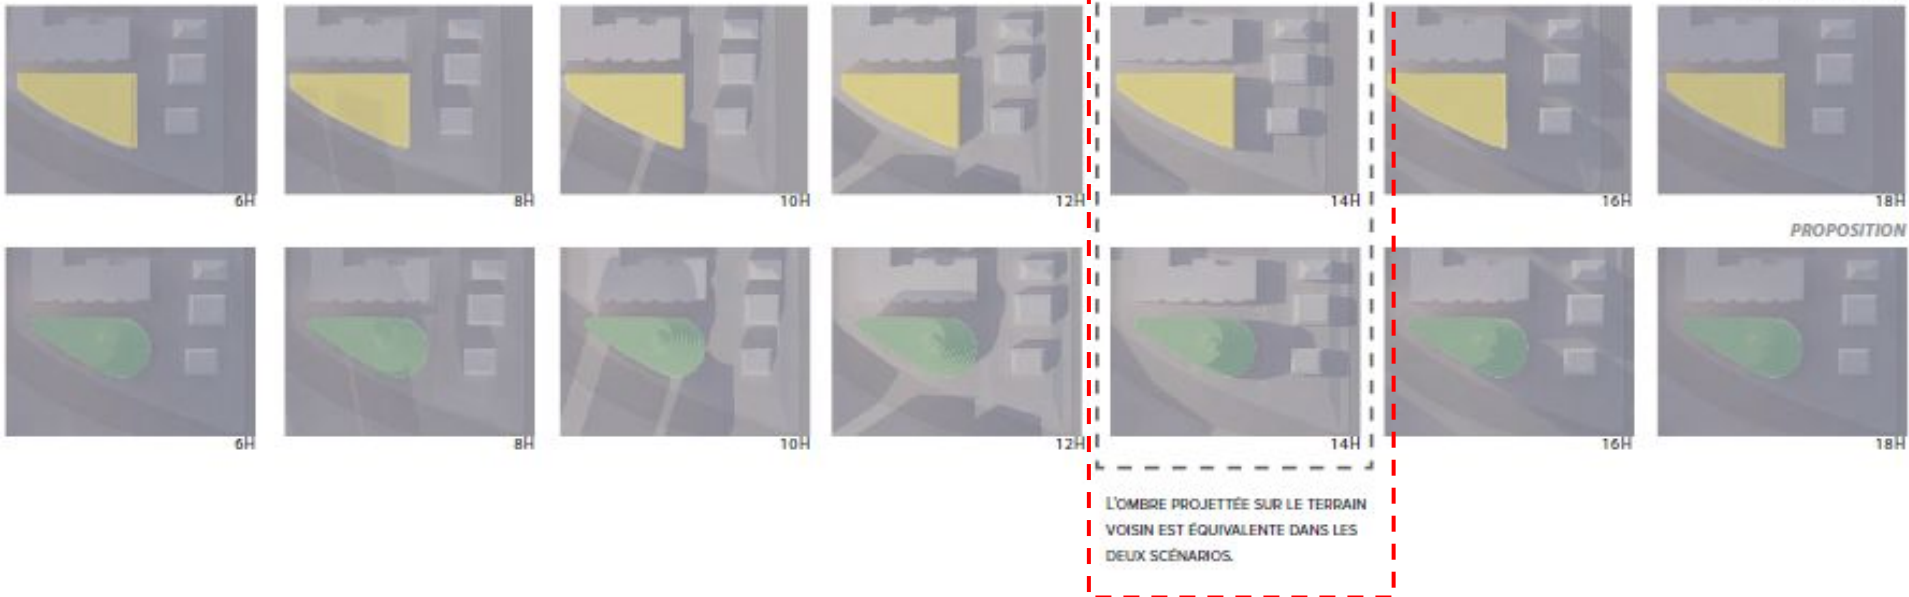 6H
8H
10H
12H
14H
16H
18H
PROPOSITION
6H
8H
10H
12H
14H
16H
18H
L'OMBRE PROJETTÉE SUR LE TERRAIN
VOISIN EST ÉQUIVALENTE DANS LES
DEUX SCÉNARIOS.